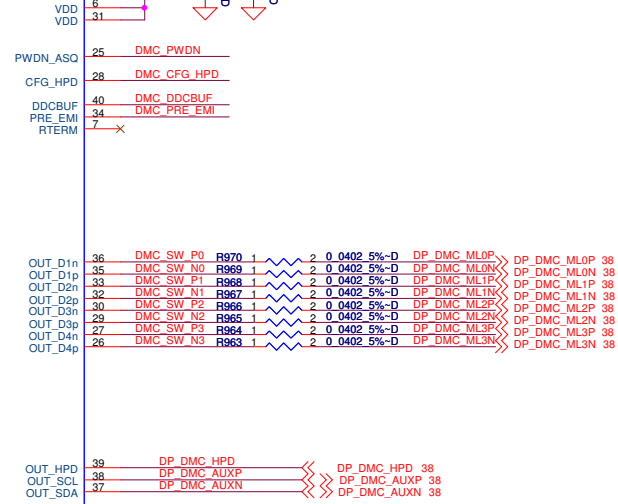 VDD 6
VDD 31
PWDN_ASQ 25 DMC_PWDN
CFG_HPD 28 DMC_CFG_HPD
DDCBUF 40 DMC_DDCBUF
PRE_EMI 34 DMC_PRE_EMI
RTERM 7
OUT_D1n 36 DMC_SW_P0 R970 1 2 0_0402_5%~D DP_DMC_ML0P DP_DMC_ML0P 38
OUT_D1p 35 DMC_SW_N0 R969 1 2 0_0402_5%~D DP_DMC_ML0N DP_DMC_ML0N 38
OUT_D2n 33 DMC_SW_P1 R968 1 2 0_0402_5%~D DP_DMC_ML1P DP_DMC_ML1P 38
OUT_D2p 32 DMC_SW_N1 R967 1 2 0_0402_5%~D DP_DMC_ML1N DP_DMC_ML1N 38
OUT_D3n 30 DMC_SW_P2 R966 1 2 0_0402_5%~D DP_DMC_ML2P DP_DMC_ML2P 38
OUT_D3p 29 DMC_SW_N2 R965 1 2 0_0402_5%~D DP_DMC_ML2N DP_DMC_ML2N 38
OUT_D4n 27 DMC_SW_P3 R964 1 2 0_0402_5%~D DP_DMC_ML3P DP_DMC_ML3P 38
OUT_D4p 26 DMC_SW_N3 R963 1 2 0_0402_5%~D DP_DMC_ML3N DP_DMC_ML3N 38
OUT_HPD 39 DP_DMC_HPD DP_DMC_HPD 38
OUT_SCL 38 DP_DMC_AUXP DP_DMC_AUXP 38
OUT_SDA 37 DP_DMC_AUXN DP_DMC_AUXN 38